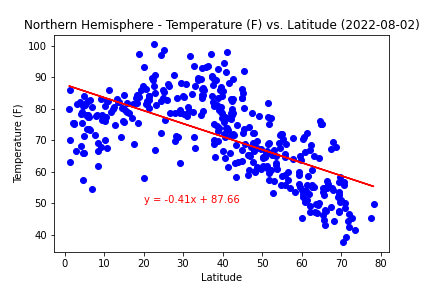 Northern Hemisphere - Temperature (F) vs. Latitude (2022-08-02)
100
90
80
70
60
50
40
Temperature (F)
y = -0.41x + 87.66
0 10 20 30 40 50 60 70 80
Latitude